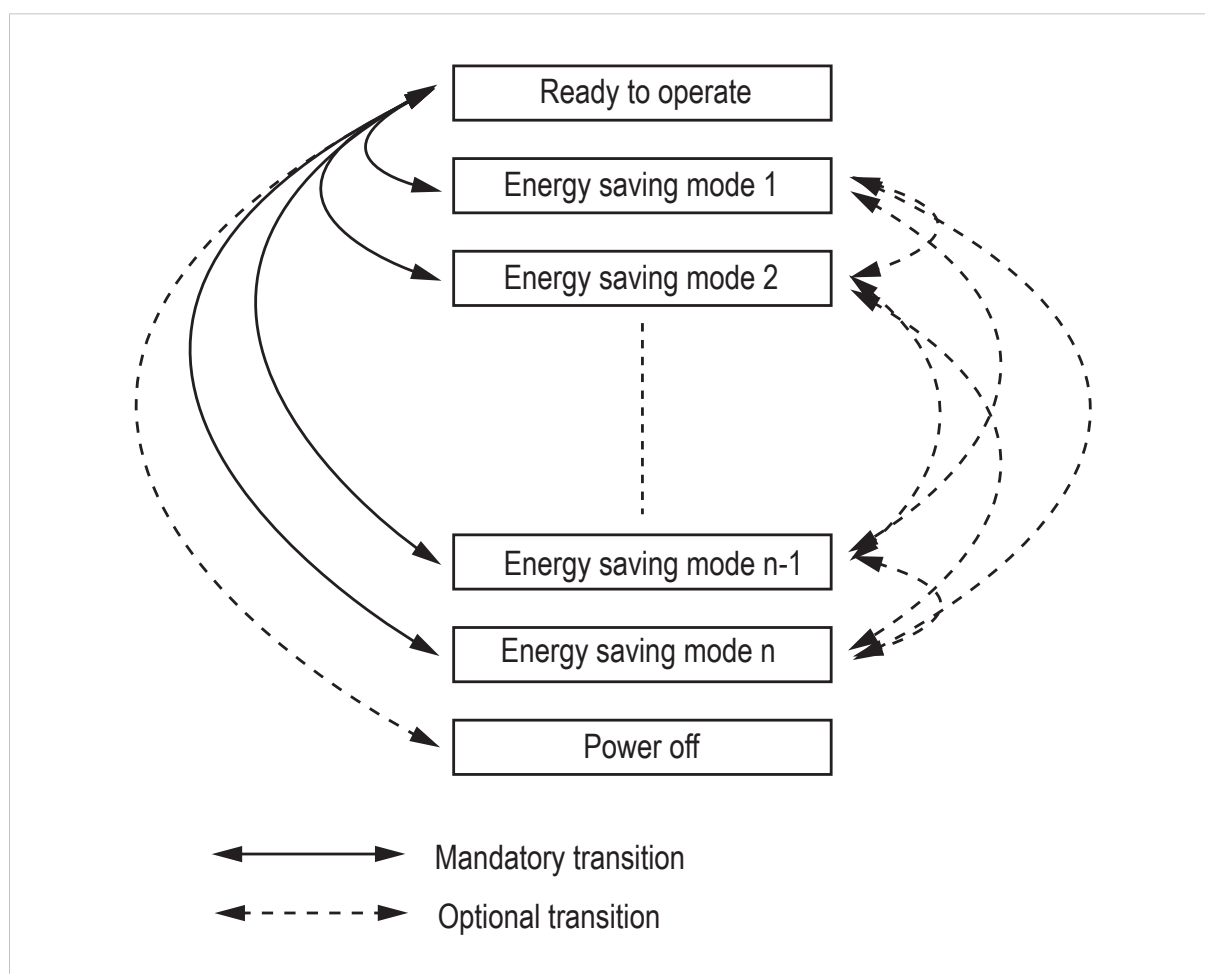 Ready to operate
Energy saving mode 1
Energy saving mode 2
Energy saving mode n-1
Energy saving mode n
Power off
Mandatory transition
Optional transition